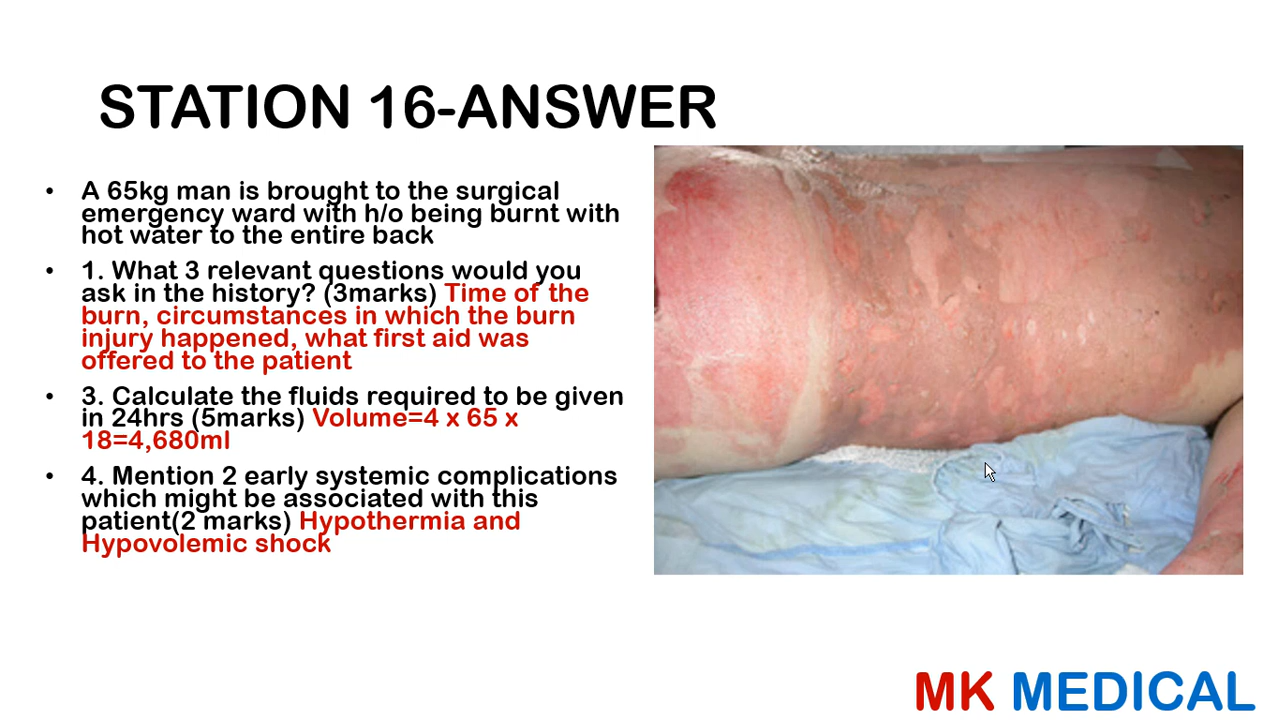 STATION 16-ANSWER
• A 65kg man is brought to the surgical
emergency ward with h/o being burnt with
hot water to the entire back
• 1. What 3 relevant questions would you
ask in the history? (3marks) Time of the
burn, circumstances in which the burn
injury happened, what first aid was
offered to the patient
• 3. Calculate the fluids required to be given
in 24hrs (5marks) Volume=4 x 65 x
18=4,680ml
• 4. Mention 2 early systemic complications
which might be associated with this
patient(2 marks) Hypothermia and
Hypovolemic shock
MK MEDICAL